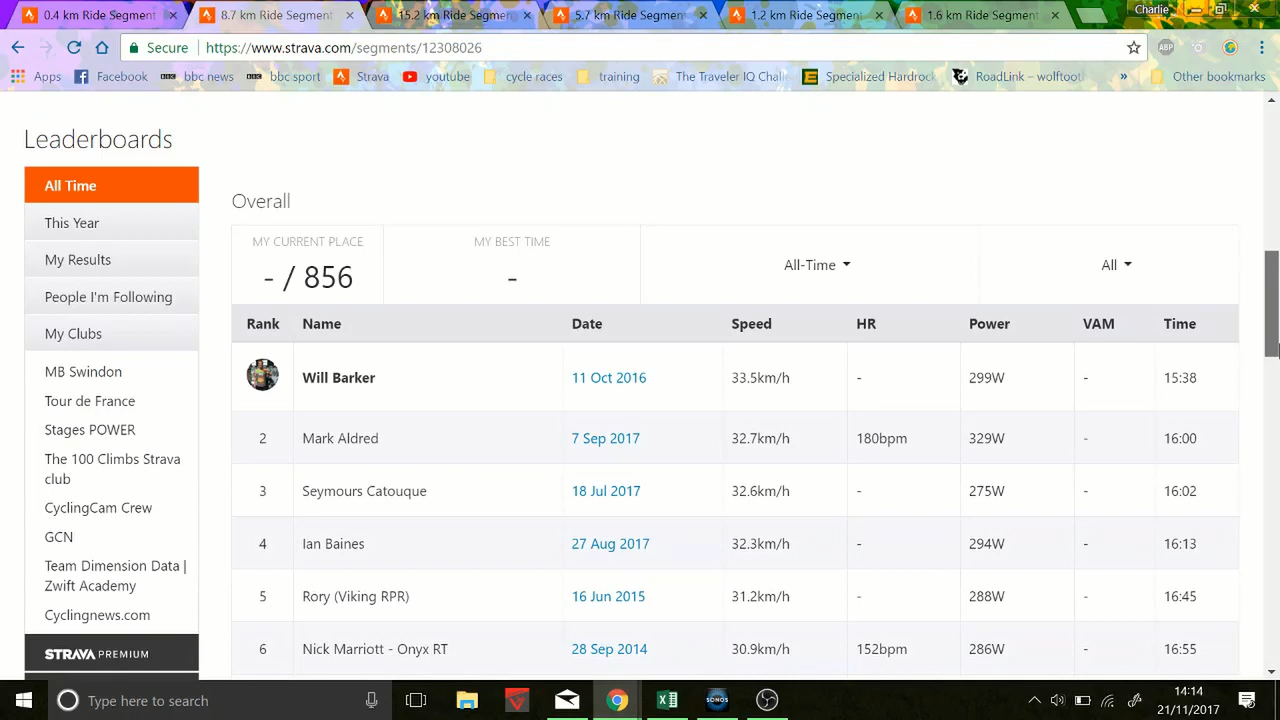 0.4 km Ride Segment
8.7 km Ride Segment
15.2 km Ride Segme
5.7 km Ride Segment
1.2 km Ride Segment
1.6 km Ride Segment
Charlie
Secure
https://www.strava.com/segments/12308026
ABP
Apps
Facebook
bbc news
bbc sport
Strava
youtube
cycle races
training
The Traveler IQ Chall
Specialized Hardroc
RoadLink – wolftoot
»
Other bookmarks
Leaderboards
All Time
This Year
My Results
People I'm Following
My Clubs
MB Swindon
Tour de France
Stages POWER
The 100 Climbs Strava
club
CyclingCam Crew
GCN
Team Dimension Data |
Zwift Academy
Cyclingnews.com
STRAVA PREMIUM
Overall
MY CURRENT PLACE
- / 856
MY BEST TIME
-
All-Time
All
Rank Name Date Speed HR Power VAM Time
Will Barker 11 Oct 2016 33.5km/h - 299W - 15:38
2 Mark Aldred 7 Sep 2017 32.7km/h 180bpm 329W - 16:00
3 Seymours Catouque 18 Jul 2017 32.6km/h - 275W - 16:02
4 Ian Baines 27 Aug 2017 32.3km/h - 294W - 16:13
5 Rory (Viking RPR) 16 Jun 2015 31.2km/h - 288W - 16:45
6 Nick Marriott - Onyx RT 28 Sep 2014 30.9km/h 152bpm 286W - 16:55
Type here to search
SONOS
14:14
21/11/2017